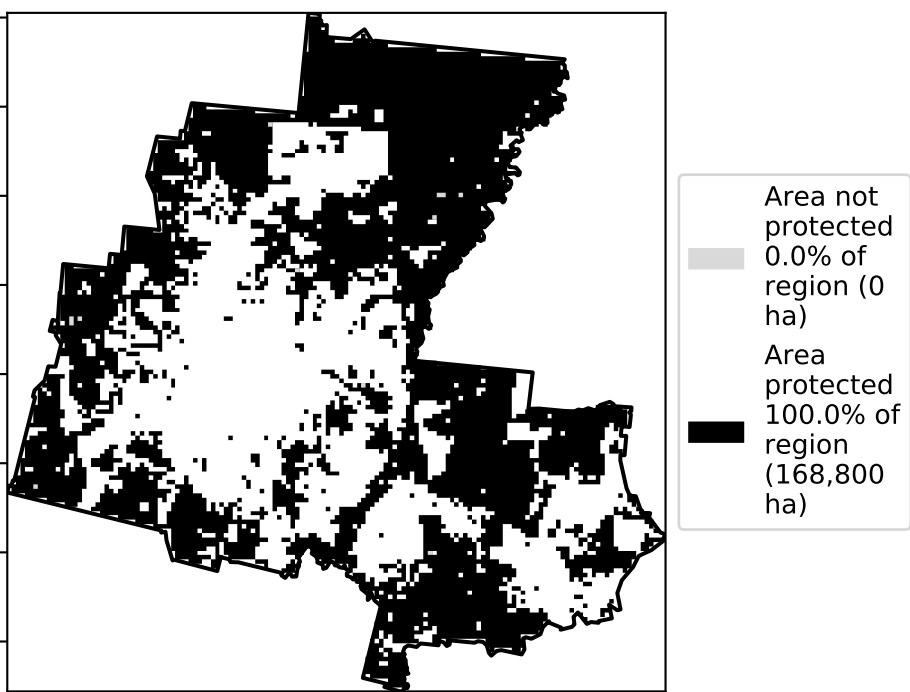 Area not
protected
0.0% of
region (0
ha)
Area
protected
100.0% of
region
(168,800
ha)